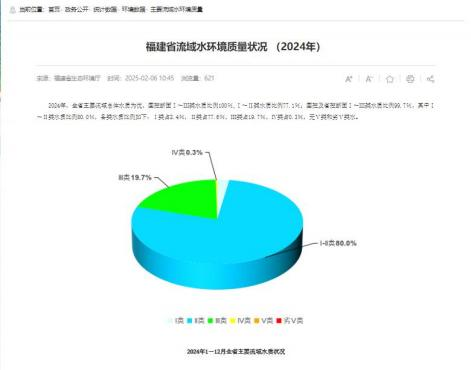 当前位置：首页· 政务公开· 统计数据· 环境数据· 主要流域水环境质量
福建省流域水环境质量状况 （2024年）
来源：福建省生态环境厅 时间：2025-02-06 10:45 浏览量：621
2024年，全省主要流域总体水质为优，国控断面Ⅰ～Ⅲ类水质比例100%，Ⅰ～Ⅱ类水质比例77.1%；国控及省控断面Ⅰ～Ⅲ类水质比例99.7%，其中Ⅰ
～Ⅱ类水质比例80.0%，各类水质比例如下：Ⅰ类占2.4%，Ⅱ类占77.6%，Ⅲ类占19.7%，Ⅳ类占0.3%，无Ⅴ类和劣Ⅴ类水。
Ⅳ类0.3%
Ⅲ类19.7%
Ⅰ-Ⅱ类80.0%
Ⅰ类 Ⅱ类 Ⅲ类 Ⅳ类 Ⅴ类 劣Ⅴ类
2024年1－12月全省主要流域水质状况